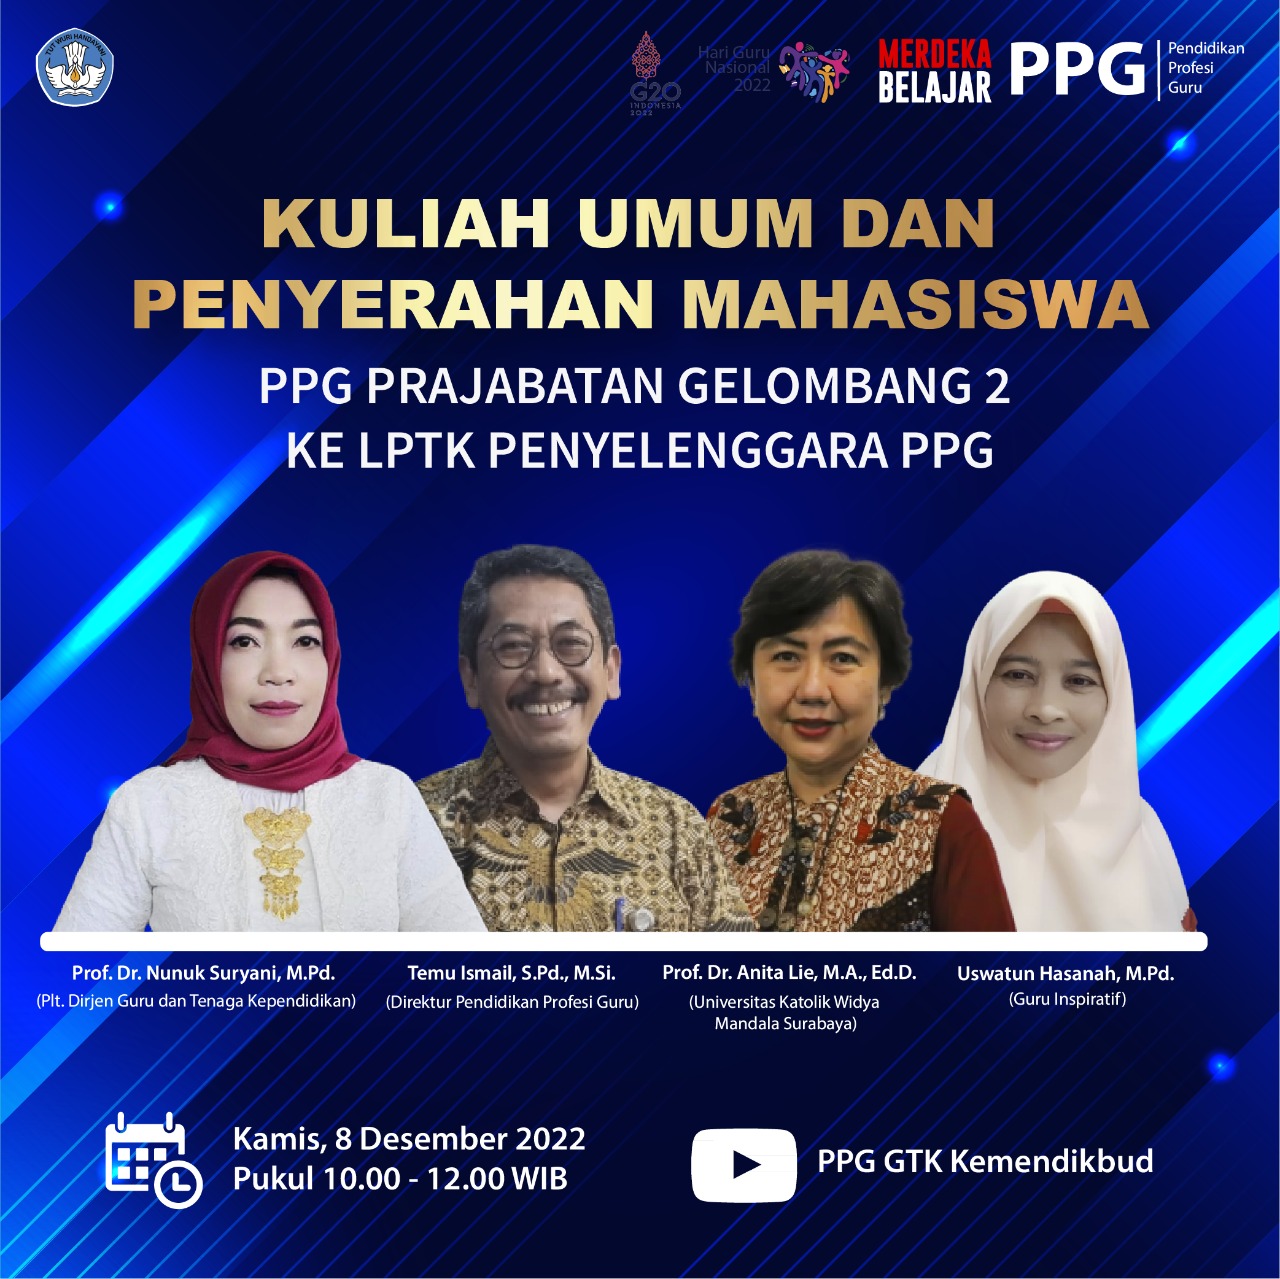 TUT WURI HANDAYANI
G20
INDONESIA
2022
Hari Guru
Nasional
2022
MERDEKA
BELAJAR
PPG
Pendidikan
Profesi
Guru
KULIAH UMUM DAN
PENYERAHAN MAHASISWA
PPG PRAJABATAN GELOMBANG 2
KE LPTK PENYELENGGARA PPG
Prof. Dr. Nunuk Suryani, M.Pd.
(Plt. Dirjen Guru dan Tenaga Kependidikan)
Temu Ismail, S.Pd., M.Si.
(Direktur Pendidikan Profesi Guru)
Prof. Dr. Anita Lie, M.A., Ed.D.
(Universitas Katolik Widya
Mandala Surabaya)
Uswatun Hasanah, M.Pd.
(Guru Inspiratif)
Kamis, 8 Desember 2022
Pukul 10.00 - 12.00 WIB
PPG GTK Kemendikbud